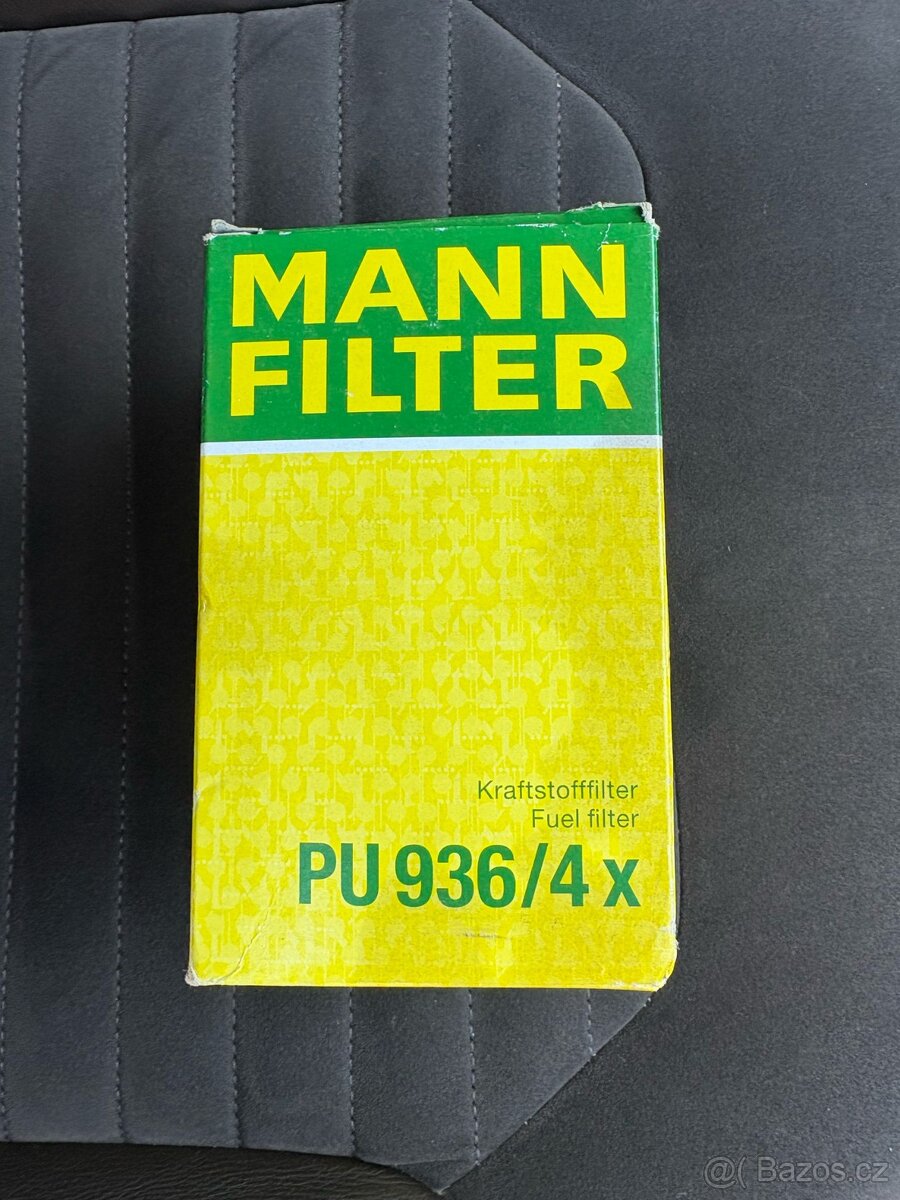 MANN
FILTER
Kraftstofffilter
Fuel filter
PU 936/4 x
@( Bazos.cz